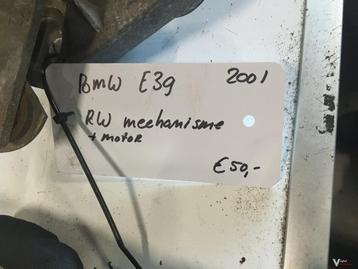 BMW E39 2001
RW mechanisme
+ motor
€50,-